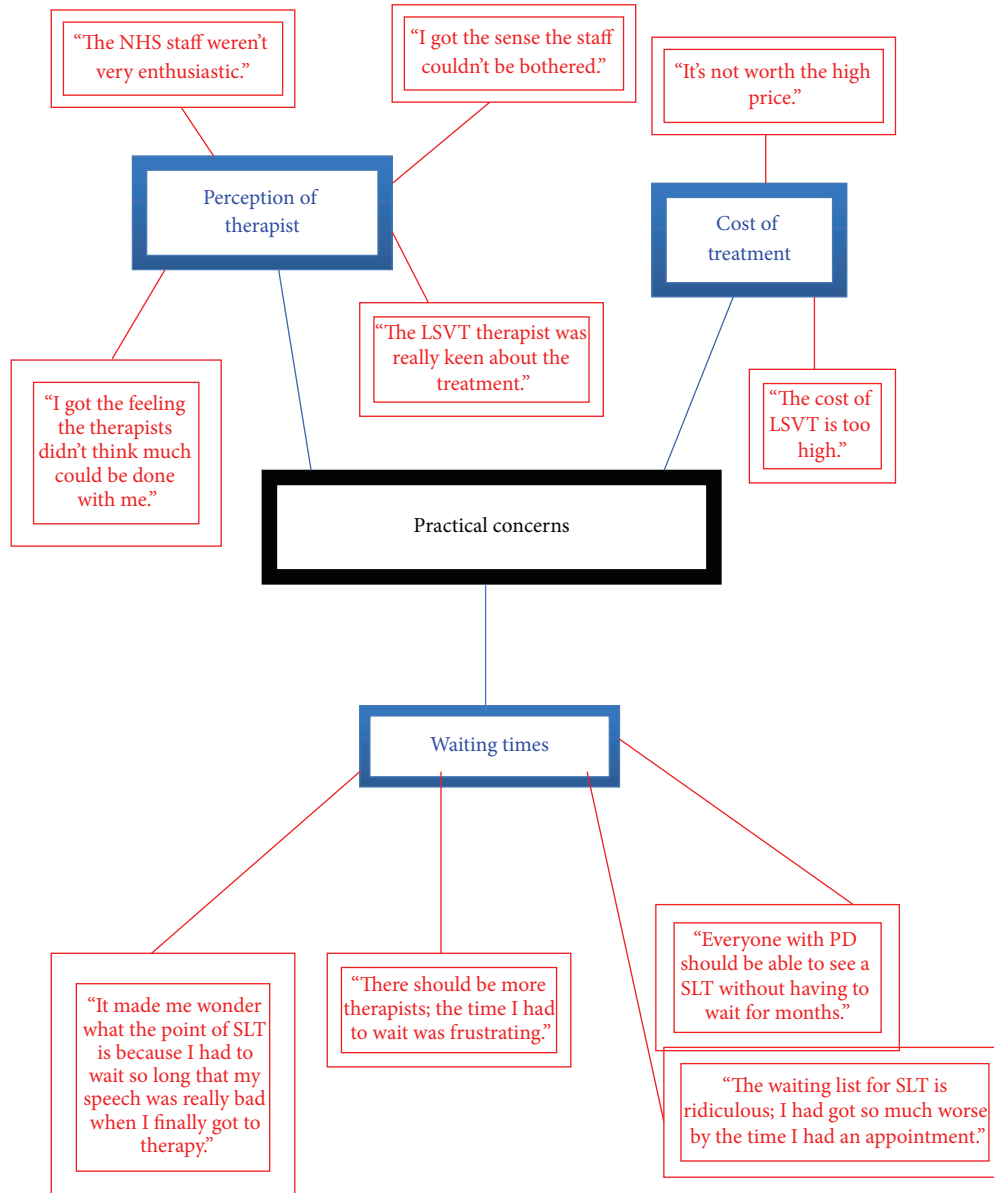 “The NHS staff weren’t
very enthusiastic.”
“I got the sense the staff
couldn’t be bothered.”
“It’s not worth the high
price.”
Perception of
therapist
Cost of
treatment
“The LSVT therapist was
really keen about the
treatment.”
“I got the feeling
the therapists
didn’t think much
could be done
with me.”
“The cost of
LSVT is too
high.”
Practical concerns
Waiting times
“It made me wonder
what the point of SLT
is because I had to
wait so long that my
speech was really bad
when I finally got to
therapy.”
“There should be more
therapists; the time I had
to wait was frustrating.”
“Everyone with PD
should be able to see a
SLT without having to
wait for months.”
“The waiting list for SLT is
ridiculous; I had got so much worse
by the time I had an appointment.”